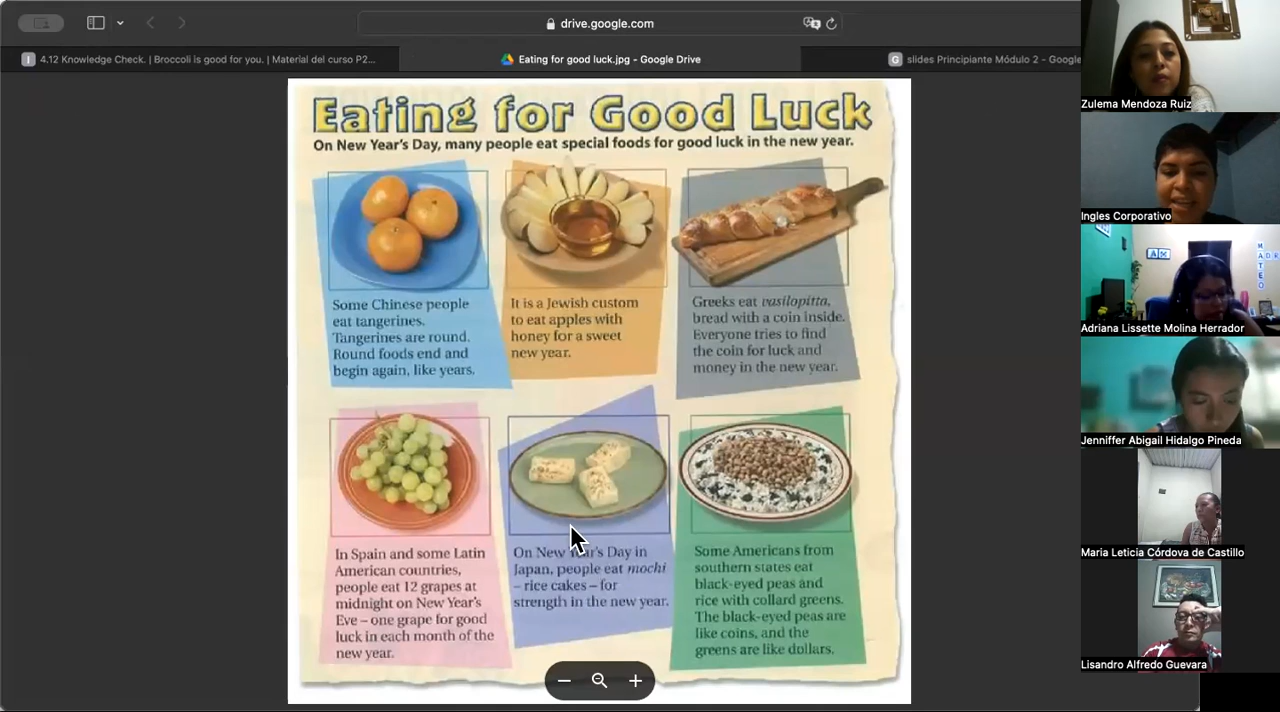 drive.google.com
4.12 Knowledge Check. | Broccoli is good for you. | Material del curso P2...
Eating for good luck.jpg - Google Drive
G
slides Principiante Módulo 2 - Google
Eating for Good Luck
On New Year's Day, many people eat special foods for good luck in the new year.
Some Chinese people
eat tangerines.
Tangerines are round.
Round foods end and
begin again, like years.
It is a Jewish custom
to eat apples with
honey for a sweet
new year.
Greeks eat vasilopitta,
bread with a coin inside.
Everyone tries to find
the coin for luck and
money in the new year.
In Spain and some Latin
American countries,
people eat 12 grapes at
midnight on New Year's
Eve – one grape for good
luck in each month of the
new year.
On New Year's Day in
Japan, people eat mochi
– rice cakes – for
strength in the new year.
Some Americans from
southern states eat
black-eyed peas and
rice with collard greens.
The black-eyed peas are
like coins, and the
greens are like dollars.
Zulema Mendoza Ruiz
Ingles Corporativo
MATEO
ADR
Adriana Lissette Molina Herrador
Jenniffer Abigail Hidalgo Pineda
Maria Leticia Córdova de Castillo
Lisandro Alfredo Guevara